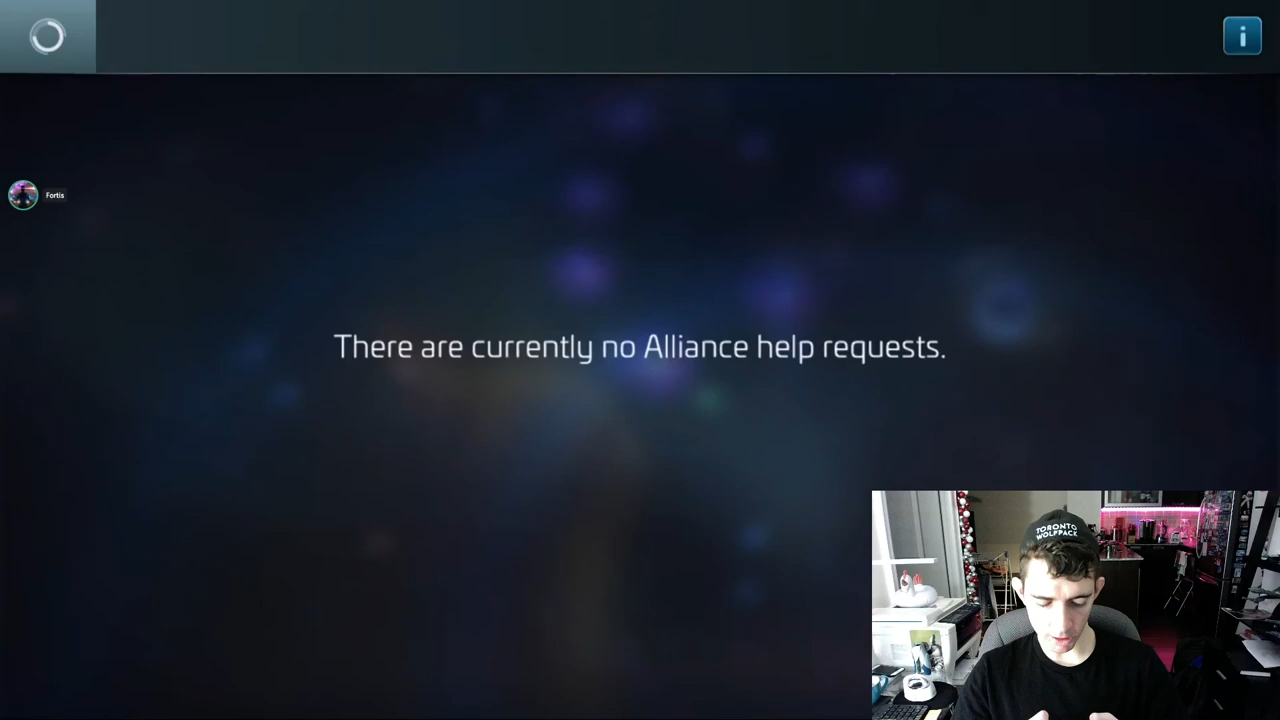 Fortis
There are currently no Alliance help requests.
TORONTO
WOLFPACK